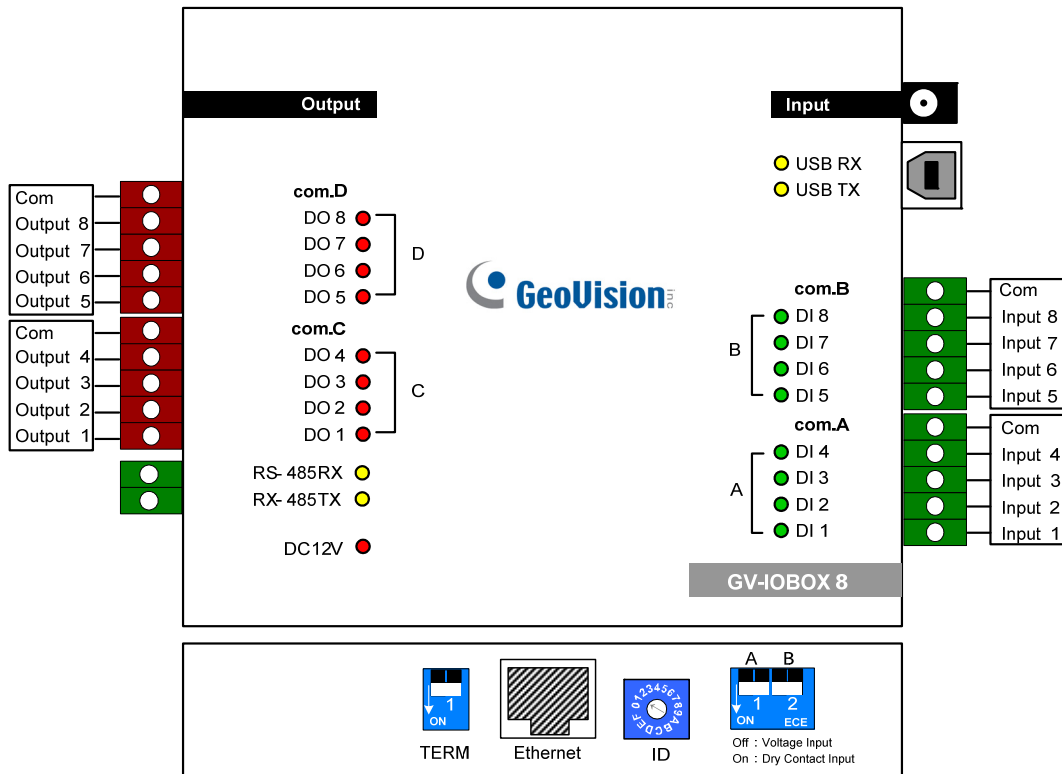 Output
Input
USB RX
USB TX
Com
Output 8
Output 7
Output 6
Output 5
Com
Output 4
Output 3
Output 2
Output 1
com.D
DO 8
DO 7
DO 6
DO 5
D
com.C
DO 4
DO 3
DO 2
DO 1
C
RS- 485RX
RX- 485TX
DC12V
GeoVision inc
com.B
DI 8
DI 7
DI 6
DI 5
B
com.A
DI 4
DI 3
DI 2
DI 1
A
Com
Input 8
Input 7
Input 6
Input 5
Com
Input 4
Input 3
Input 2
Input 1
GV-IOBOX 8
1
ON
TERM
Ethernet
0123456789ABCDEF
ID
A B
1 2
ON ECE
Off : Voltage Input
On : Dry Contact Input